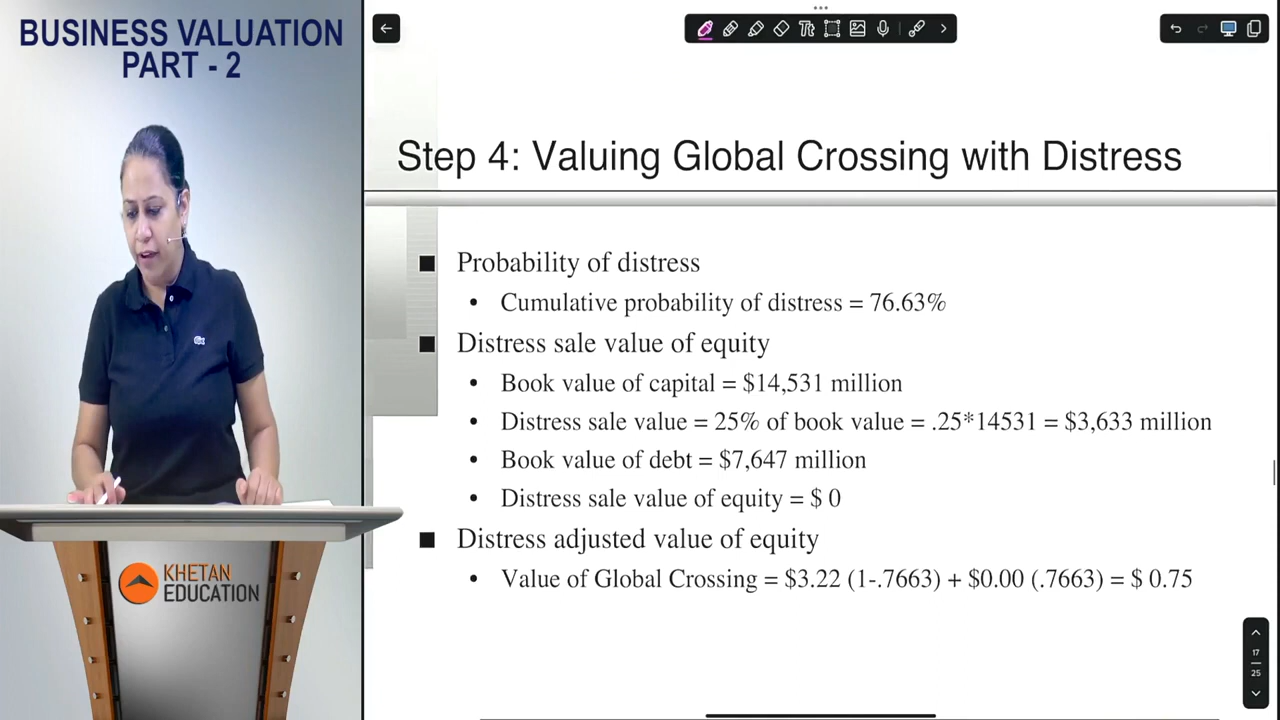 BUSINESS VALUATION
PART - 2
Step 4: Valuing Global Crossing with Distress
■ Probability of distress
• Cumulative probability of distress = 76.63%
■ Distress sale value of equity
• Book value of capital = $14,531 million
• Distress sale value = 25% of book value = .25*14531 = $3,633 million
• Book value of debt = $7,647 million
• Distress sale value of equity = $ 0
■ Distress adjusted value of equity
• Value of Global Crossing = $3.22 (1-.7663) + $0.00 (.7663) = $ 0.75
KHETAN
EDUCATION
17
25